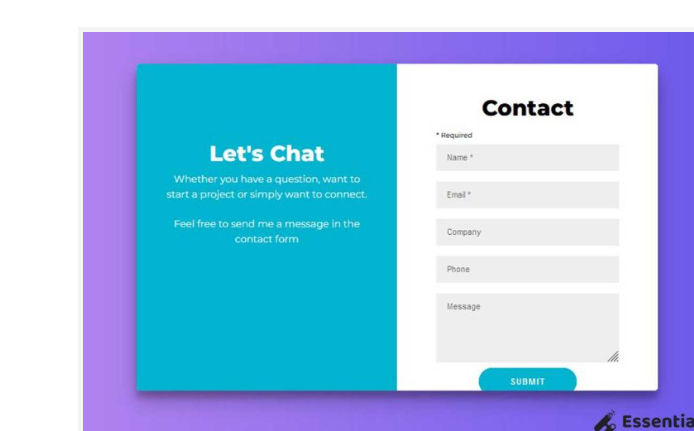 Let's Chat
Whether you have a question, want to
start a project or simply want to connect.
Feel free to send me a message in the
contact form
Contact
* Required
Name *
Email *
Company
Phone
Message
SUBMIT
Essentia